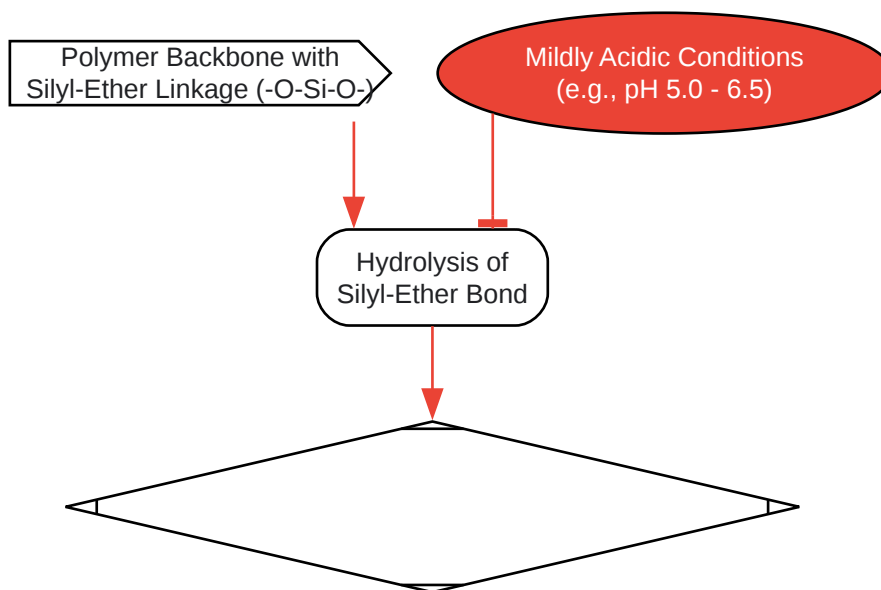 Polymer Backbone with
Silyl-Ether Linkage (-O-Si-O-)
Mildly Acidic Conditions
(e.g., pH 5.0 - 6.5)
Hydrolysis of
Silyl-Ether Bond